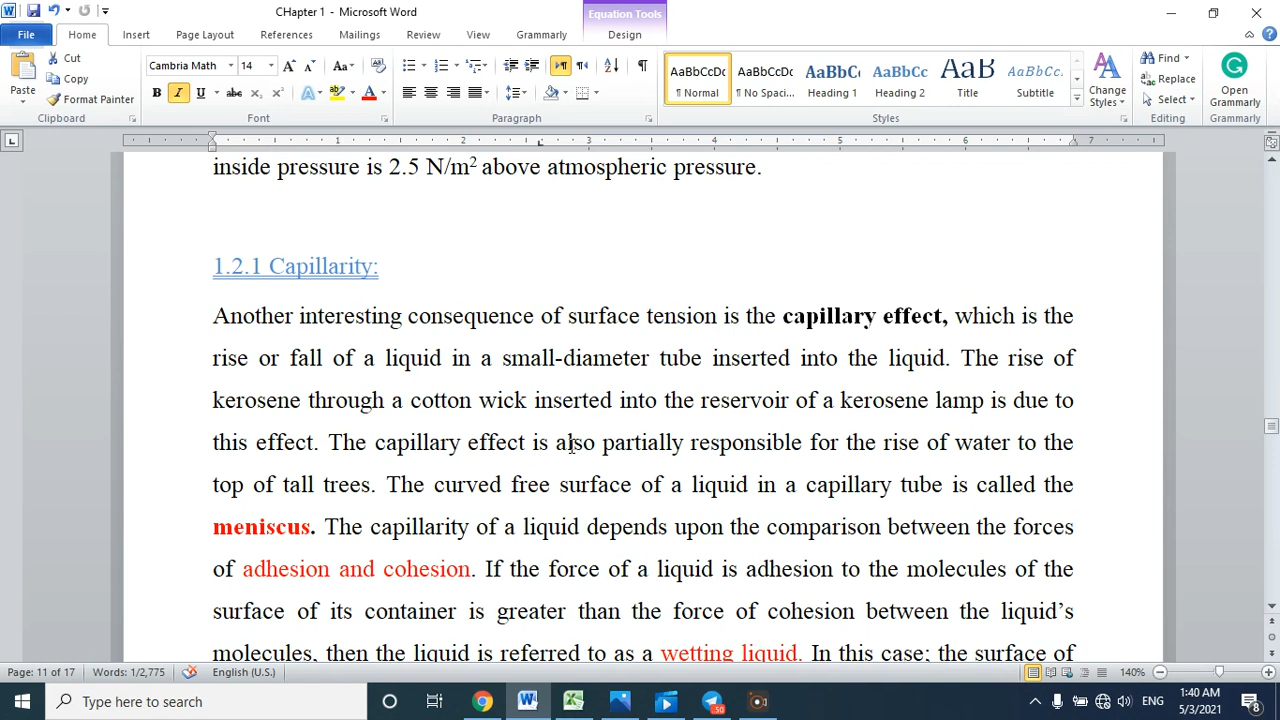 CHapter 1 - Microsoft Word
Equation Tools
File Home Insert Page Layout References Mailings Review View Grammarly Design
Cut
Copy
Format Painter
Paste
Clipboard
Cambria Math 14
Font
Paragraph
AaBbCcDc AaBbCcDc AaBbCc AaBbCc AaB AaBbCc.
¶ Normal ¶ No Spaci... Heading 1 Heading 2 Title Subtitle
Change Styles
Styles
Find
Replace
Select
Editing
Open Grammarly
Grammarly
1 2 3 4 5 6 7
inside pressure is 2.5 N/m² above atmospheric pressure.
1.2.1 Capillarity:
Another interesting consequence of surface tension is the capillary effect, which is the
rise or fall of a liquid in a small-diameter tube inserted into the liquid. The rise of
kerosene through a cotton wick inserted into the reservoir of a kerosene lamp is due to
this effect. The capillary effect is also partially responsible for the rise of water to the
top of tall trees. The curved free surface of a liquid in a capillary tube is called the
meniscus. The capillarity of a liquid depends upon the comparison between the forces
of adhesion and cohesion. If the force of a liquid is adhesion to the molecules of the
surface of its container is greater than the force of cohesion between the liquid’s
molecules, then the liquid is referred to as a wetting liquid. In this case; the surface of
Page: 11 of 17 Words: 1/2,775 English (U.S.) 140%
Type here to search
50
ENG
1:40 AM
5/3/2021
8